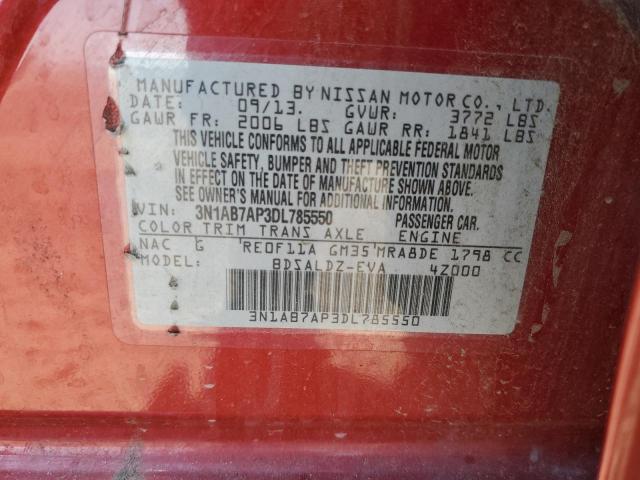 MANUFACTURED BY NISSAN MOTOR CO., LTD.
DATE: 09/13. GVWR: 3772 LBS
GAWR FR: 2006 LBS GAWR RR: 1841 LBS
THIS VEHICLE CONFORMS TO ALL APPLICABLE FEDERAL MOTOR
VEHICLE SAFETY, BUMPER AND THEFT PREVENTION STANDARDS
IN EFFECT ON THE DATE OF MANUFACTURE SHOWN ABOVE.
SEE OWNER'S MANUAL FOR ADDITIONAL INFORMATION.
VIN: 3N1AB7AP3DL785550 PASSENGER CAR.
COLOR TRIM TRANS AXLE ENGINE
NAC G RE0F11A GM35 MRA8DE 1798 CC
MODEL: BDSALDZ-EVA 4Z000
3N1AB7AP3DL785550